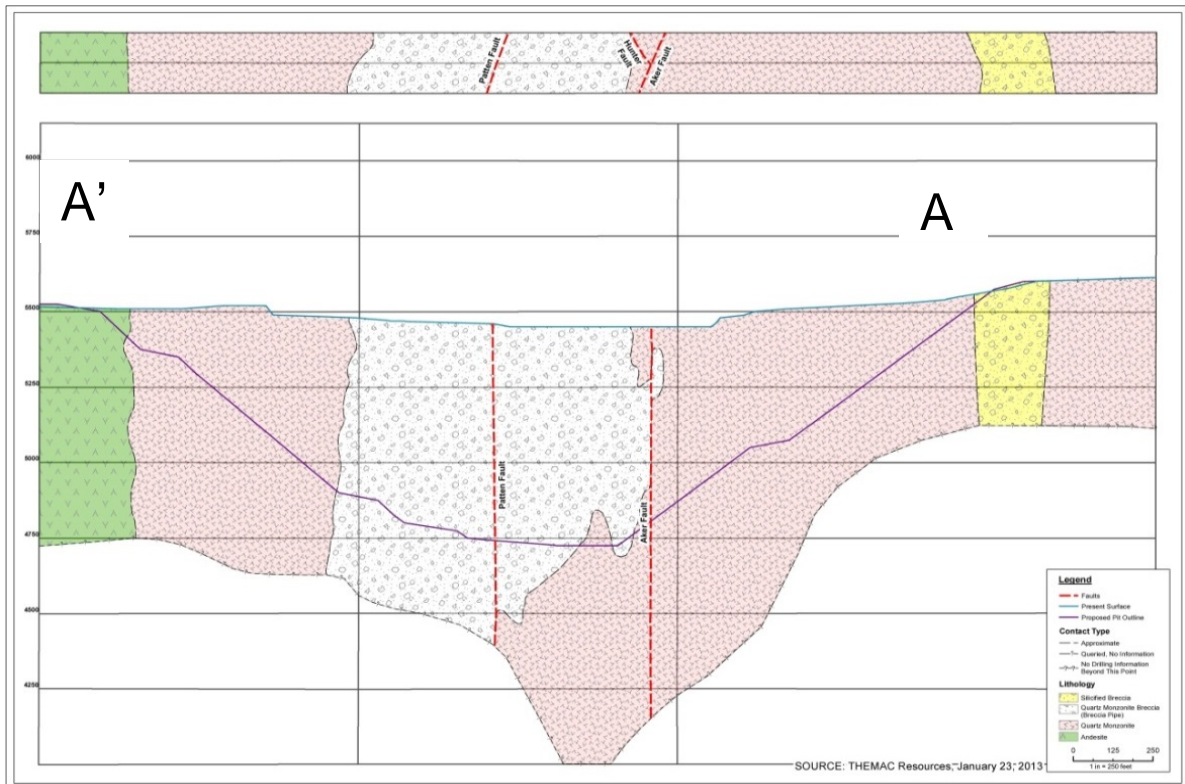 Patten Fault
Hunter
Fault
Aker Fault
6000
A’
A
5750
5500
5250
5000
Patten Fault
4750
Aker Fault
4500
4250
Legend
Faults
Present Surface
Proposed Pit Outline
Contact Type
Approximate
Queried, No Information
No Drilling Information
Beyond This Point
Lithology
Silicified Breccia
Quartz Monzonite Breccia
(Breccia Pipe)
Quartz Monzonite
Andesite
0 125 250
1 in = 250 feet
SOURCE: THEMAC Resources, January 23, 2013